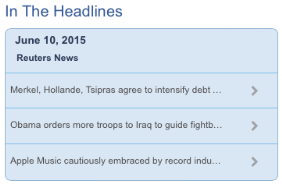 In The Headlines
June 10, 2015
Reuters News
Merkel, Hollande, Tsipras agree to intensify debt ...
Obama orders more troops to Iraq to guide fightb...
Apple Music cautiously embraced by record indu...